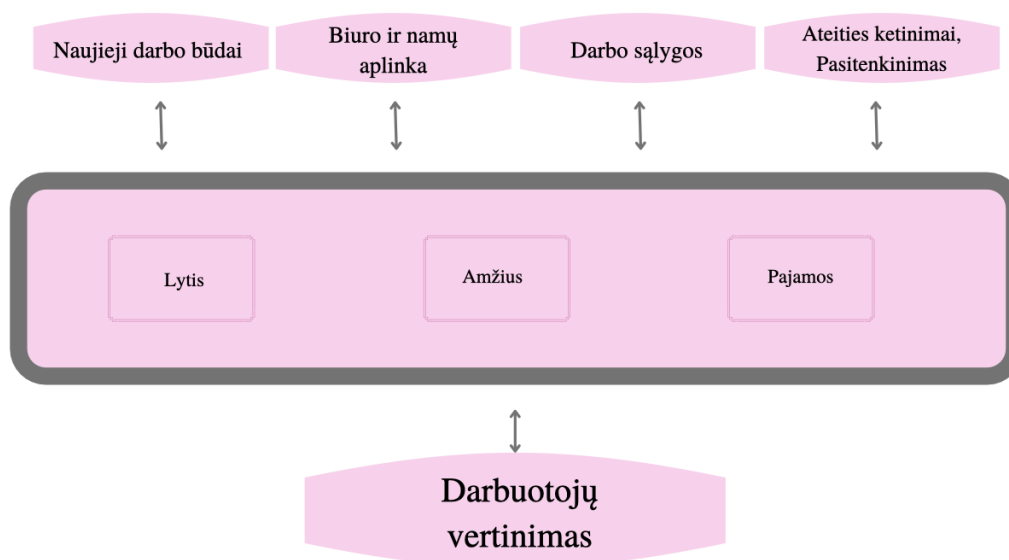 Naujieji darbo būdai
Biuro ir namų
aplinka
Darbo sąlygos
Ateities ketinimai,
Pasitenkinimas
Lytis
Amžius
Pajamos
Darbuotojų
vertinimas